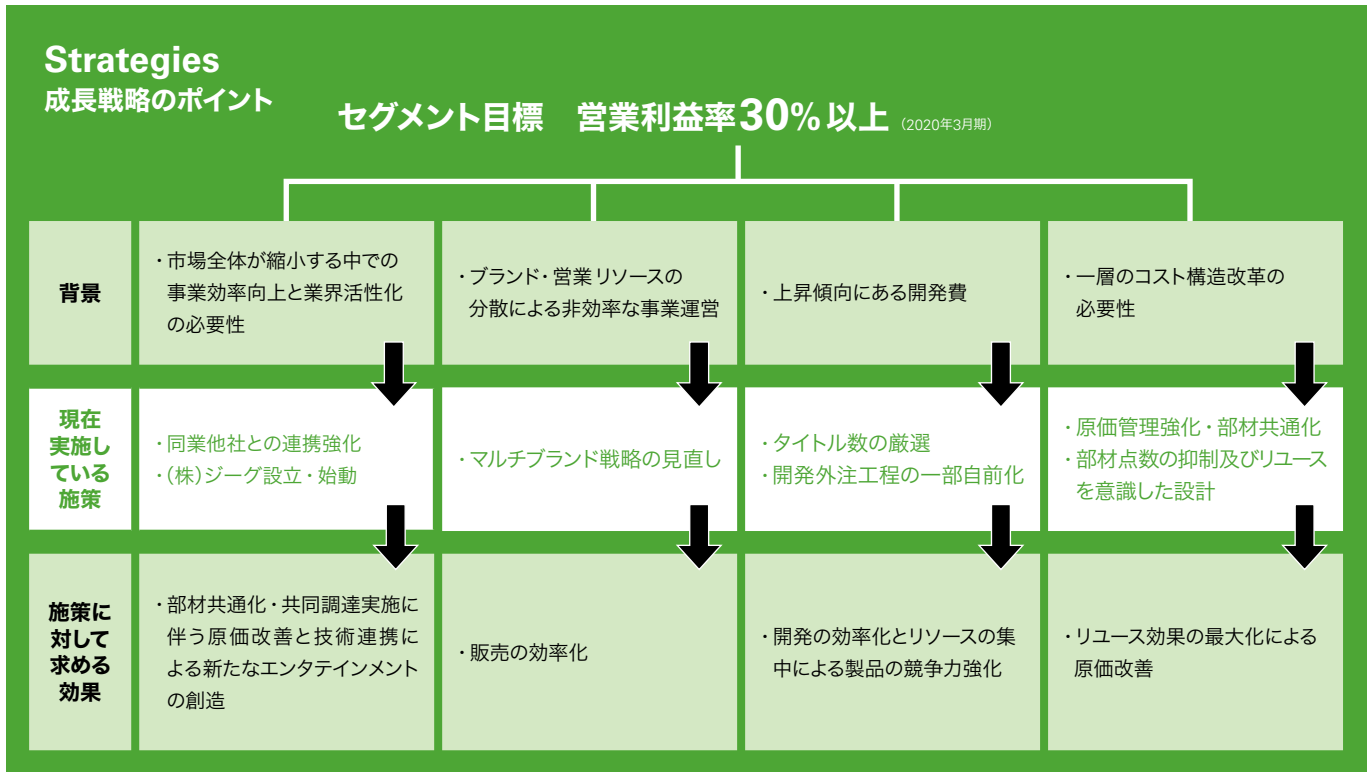 Strategies
成長戦略のポイント
セグメント目標 営業利益率30%以上(2020年3月期)
背景
・市場全体が縮小する中での
事業効率向上と業界活性化
の必要性
・ブランド・営業リソースの
分散による非効率な事業運営
・上昇傾向にある開発費
・一層のコスト構造改革の
必要性
現在
実施し
ている
施策
・同業他社との連携強化
・(株)ジーグ設立・始動
・マルチブランド戦略の見直し
・タイトル数の厳選
・開発外注工程の一部自前化
・原価管理強化・部材共通化
・部材点数の抑制及びリユース
を意識した設計
施策に
対して
求める
効果
・部材共通化・共同調達実施に
伴う原価改善と技術連携に
よる新たなエンタテインメント
の創造
・販売の効率化
・開発の効率化とリソースの集
中による製品の競争力強化
・リユース効果の最大化による
原価改善